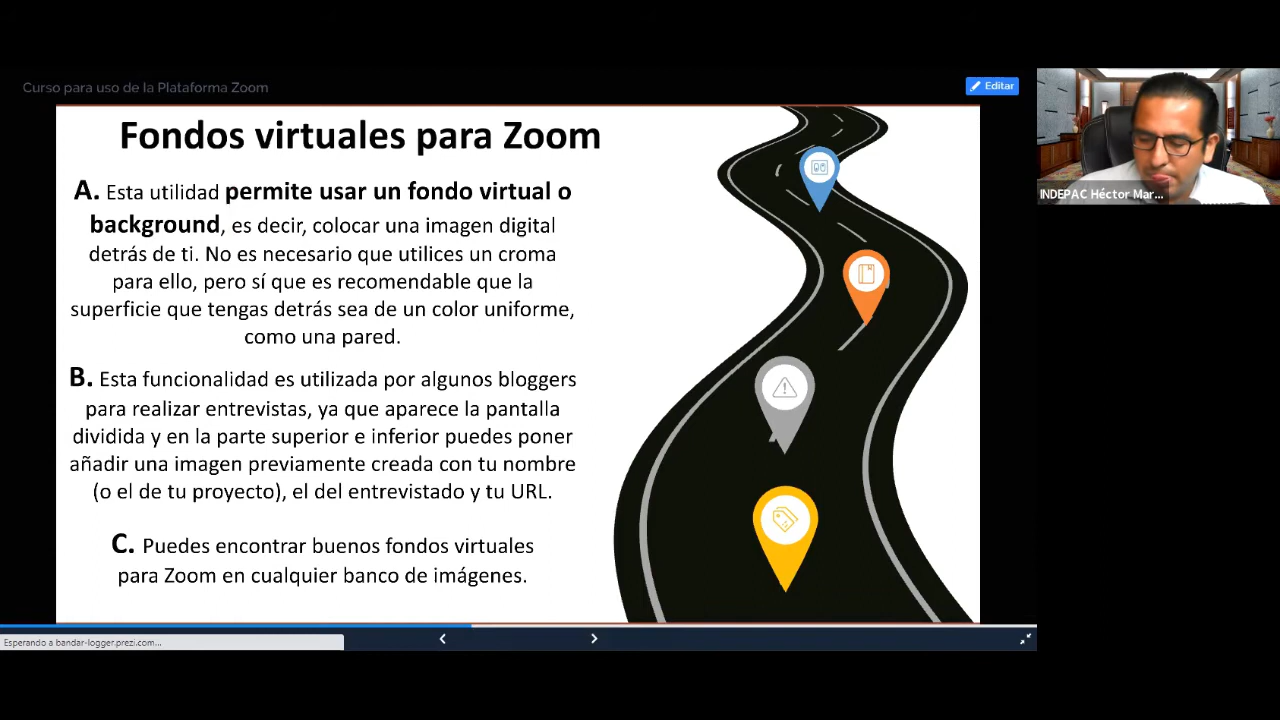 Curso para uso de la Plataforma Zoom
Editar
Fondos virtuales para Zoom
A. Esta utilidad permite usar un fondo virtual o
background, es decir, colocar una imagen digital
detrás de ti. No es necesario que utilices un croma
para ello, pero sí que es recomendable que la
superficie que tengas detrás sea de un color uniforme,
como una pared.
B. Esta funcionalidad es utilizada por algunos bloggers
para realizar entrevistas, ya que aparece la pantalla
dividida y en la parte superior e inferior puedes poner
añadir una imagen previamente creada con tu nombre
(o el de tu proyecto), el del entrevistado y tu URL.
C. Puedes encontrar buenos fondos virtuales
para Zoom en cualquier banco de imágenes.
INDEPAC Héctor Mar...
Esperando a bandar-logger.prezi.com...